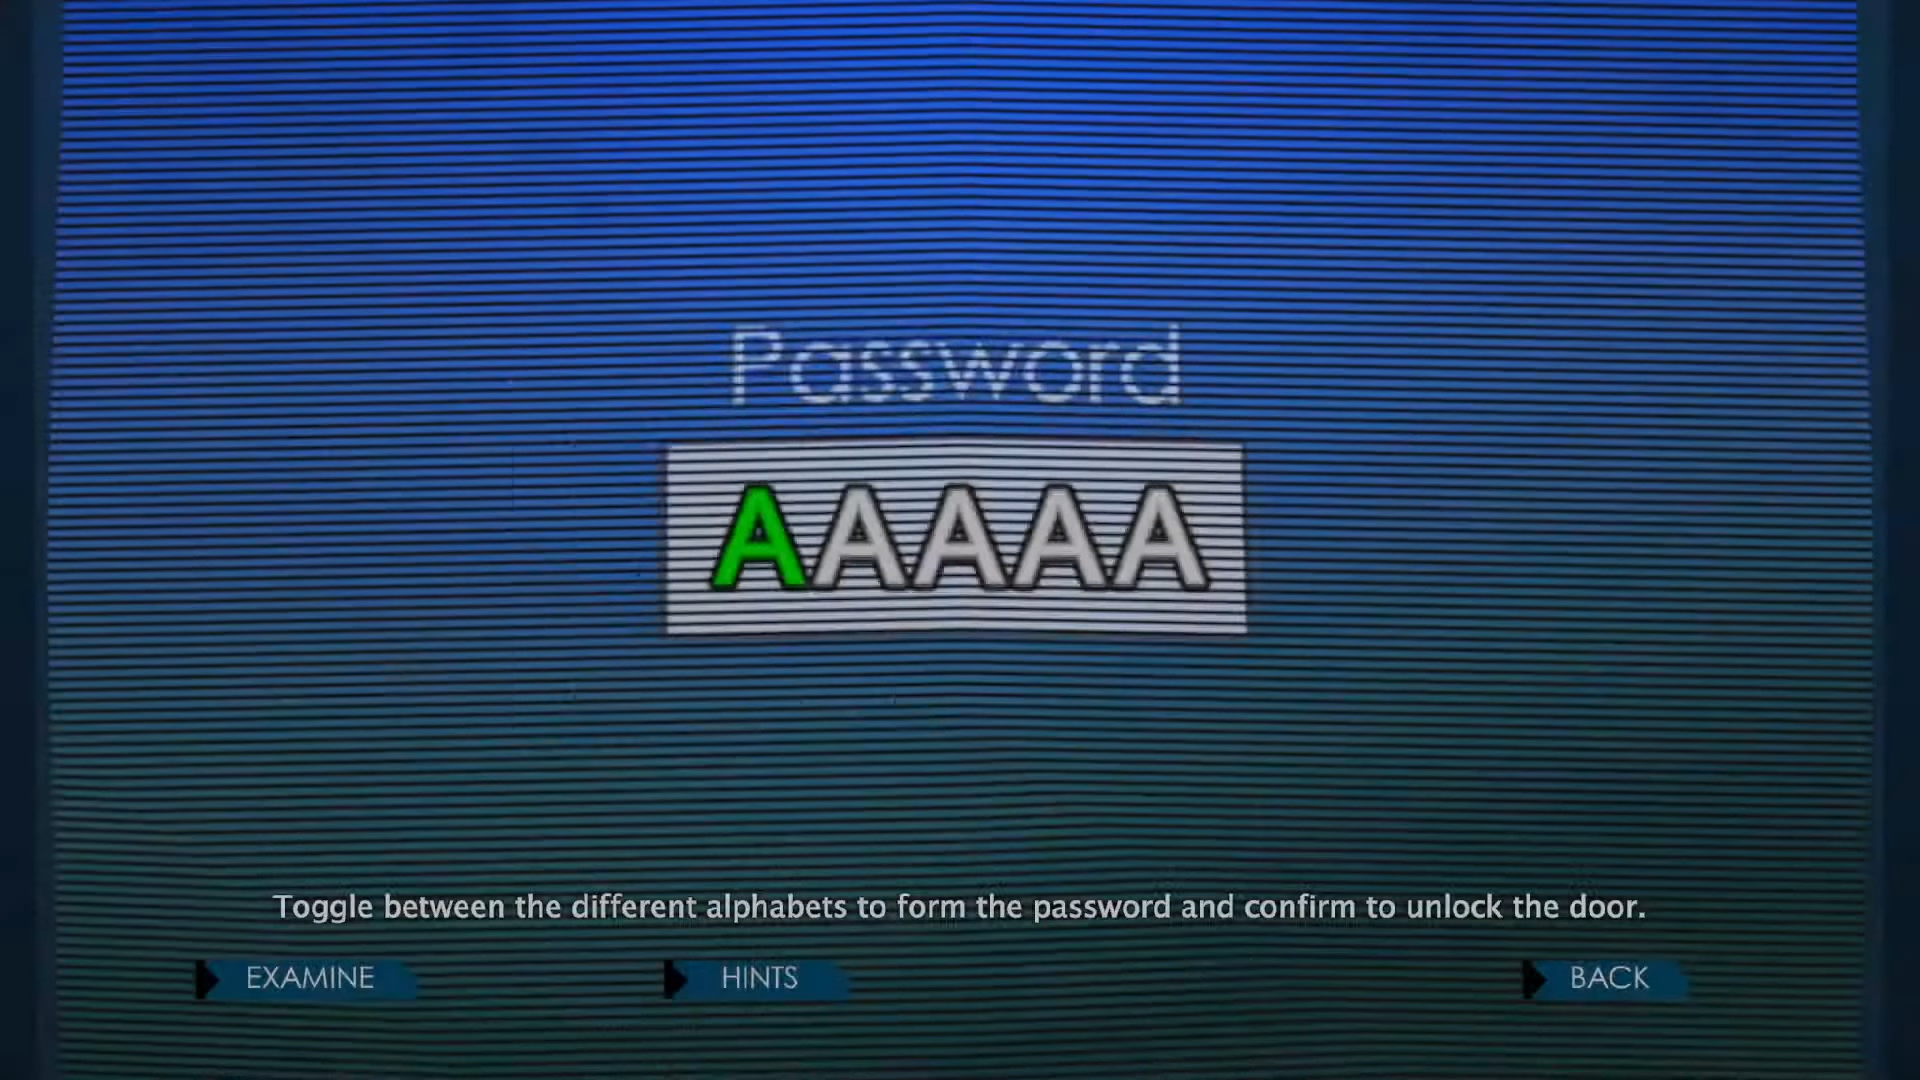 Password
AAAAA
Toggle between the different alphabets to form the password and confirm to unlock the door.
EXAMINE HINTS BACK